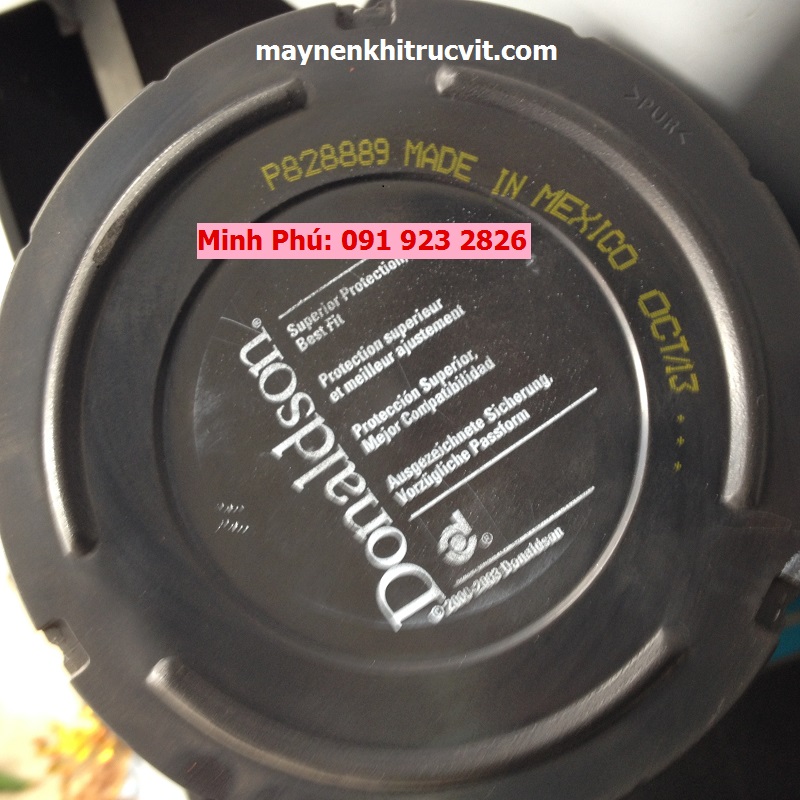 maynenkhitrucvit.com
>PUR<
P828889 MADE IN MEXICO OCT/13 ***
Minh Phú: 091 923 2826
Donaldson®
Superior Protection,
Best Fit
Protection superieur
et meilleur ajustement
Protección Superior,
Mejor Compatibilidad
Ausgezeichnete Sicherung,
Vorzügliche Passform
®
© 2000-2003 Donaldson